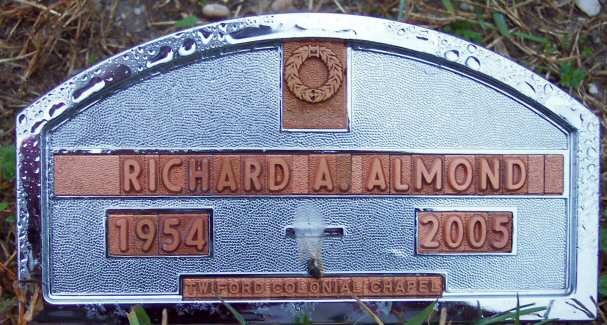 RICHARD A. ALMOND
1954 2005
TWIFORD COLONIAL CHAPEL